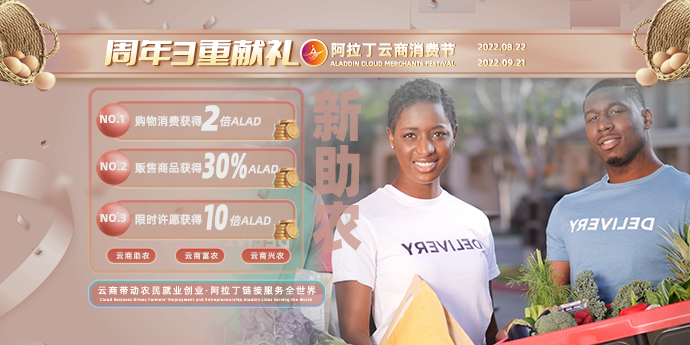 周年3重献礼
阿拉丁云商消费节
ALADDIN CLOUD MERCHANTS FESTIVAL
2022.08.22
2022.09.21
NO.1 购物消费获得2倍ALAD
NO.2 贩售商品获得30%ALAD
NO.3 限时许愿获得10倍ALAD
云商助农 云商富农 云商兴农
云商带动农民就业创业·阿拉丁链接服务全世界
Cloud Business Drives Farmers' Employment and Entrepreneurship Aladdin Links Serving the World
新助农
DELIVERY
DELIVERY